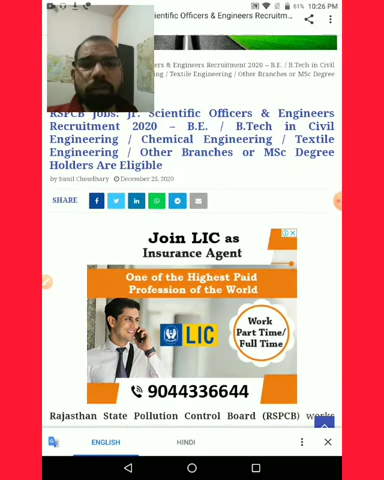 61% 10:26 PM
ientific Officers & Engineers Recruitm...
ers & Engineers Recruitment 2020 – B.E. / B.Tech in Civil
ing / Textile Engineering / Other Branches or MSc Degree
RSPCB Jobs: Jr. Scientific Officers & Engineers
Recruitment 2020 – B.E. / B.Tech in Civil
Engineering / Chemical Engineering / Textile
Engineering / Other Branches or MSc Degree
Holders Are Eligible
by Sunil Choudhary December 25, 2020
SHARE
Join LIC as
Insurance Agent
One of the Highest Paid
Profession of the World
Work
Part Time/
Full Time
LIC
9044336644
Rajasthan State Pollution Control Board (RSPCB) works
ENGLISH HINDI